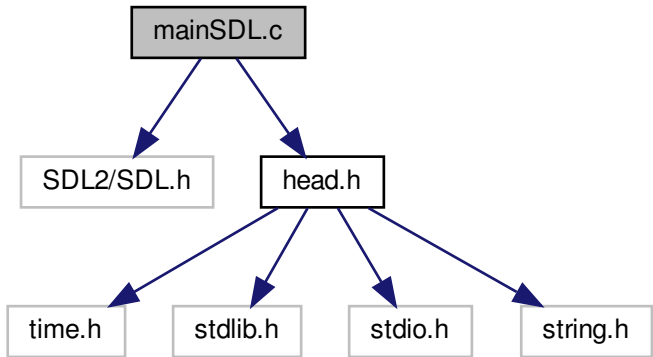 mainSDL.c
SDL2/SDL.h
head.h
time.h
stdlib.h
stdio.h
string.h